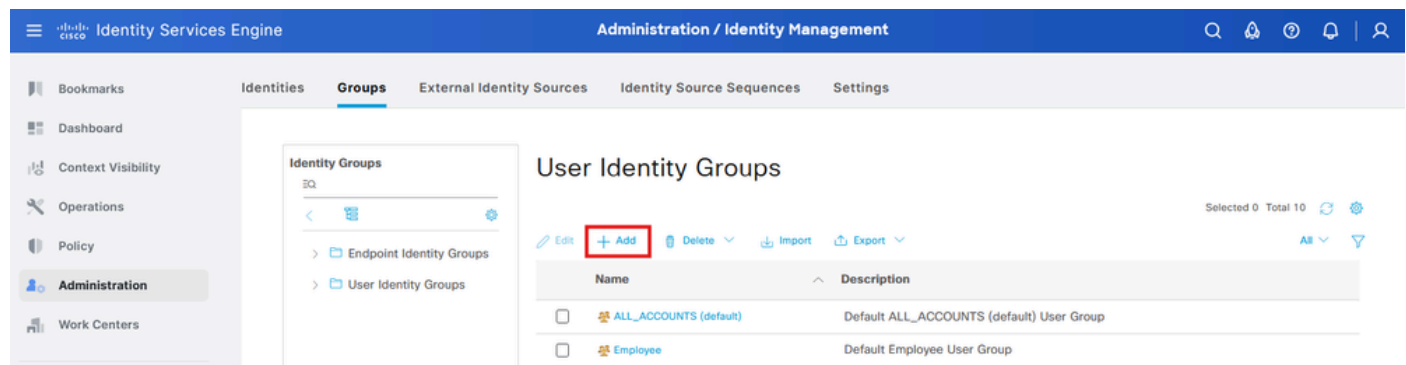 cisco Identity Services Engine
Administration / Identity Management
Bookmarks
Dashboard
Context Visibility
Operations
Policy
Administration
Work Centers
Identities Groups External Identity Sources Identity Source Sequences Settings
Identity Groups
Endpoint Identity Groups
User Identity Groups
User Identity Groups
Selected 0 Total 10
Edit Add Delete Import Export All
Name Description
ALL_ACCOUNTS (default) Default ALL_ACCOUNTS (default) User Group
Employee Default Employee User Group